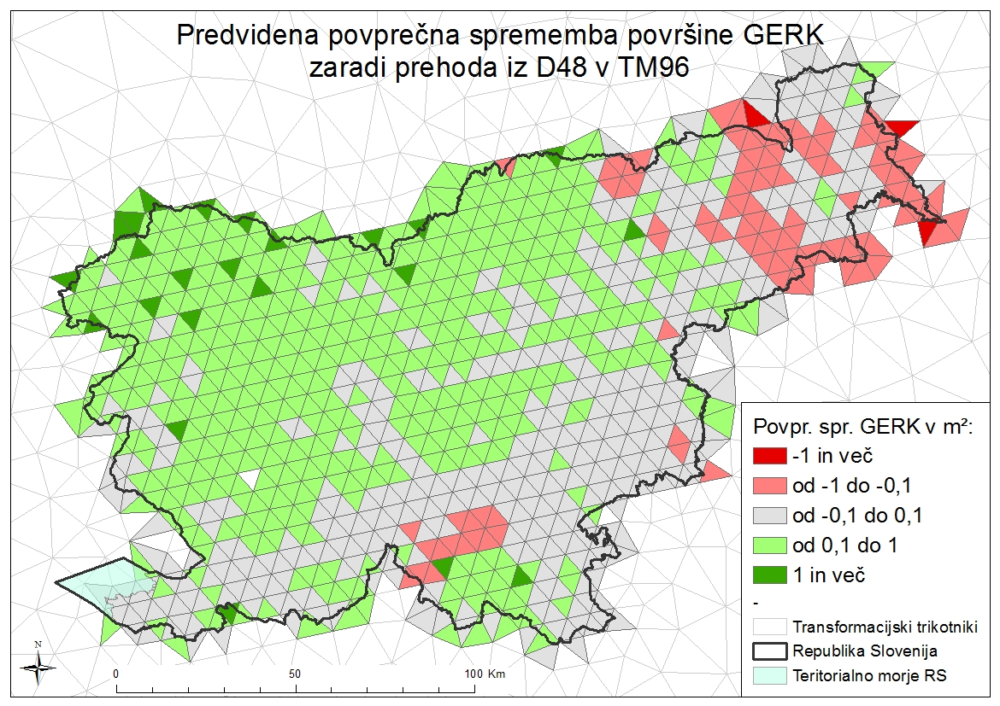 Predvidena povprečna sprememba površine GERK
zaradi prehoda iz D48 v TM96
Povpr. spr. GERK v m²:
-1 in več
od -1 do -0,1
od -0,1 do 0,1
od 0,1 do 1
1 in več
-
Transformacijski trikotniki
Republika Slovenija
Teritorialno morje RS
N
0 50 100 Km